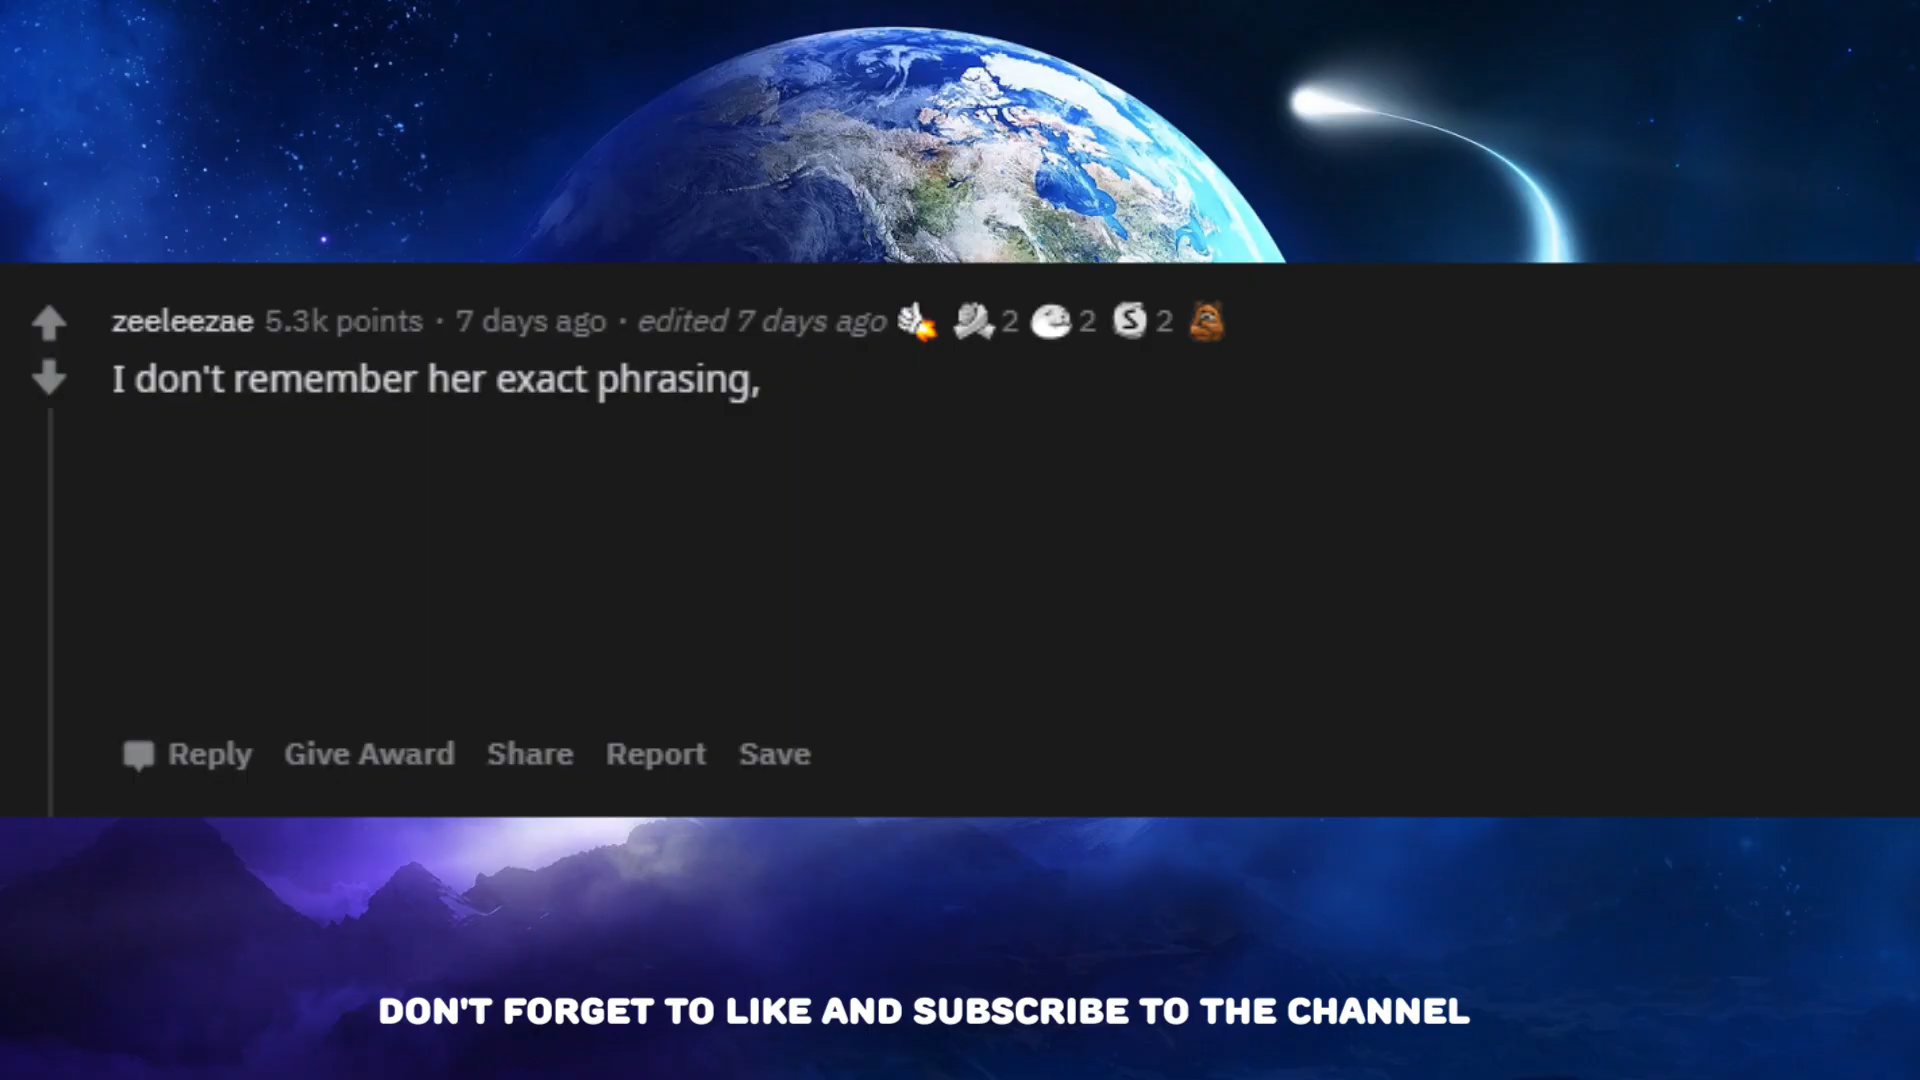 zeeleezae 5.3k points · 7 days ago · edited 7 days ago 2 2 S 2
I don't remember her exact phrasing,
Reply Give Award Share Report Save
DON'T FORGET TO LIKE AND SUBSCRIBE TO THE CHANNEL